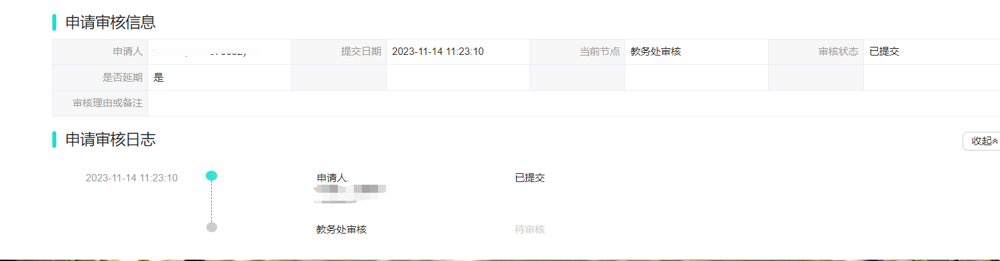 申请审核信息
申请人 提交日期 2023-11-14 11:23:10 当前节点 教务处审核 审核状态 已提交
是否延期 是
审核理由或备注
申请审核日志
收起
2023-11-14 11:23:10 申请人. 已提交
教务处审核 待审核